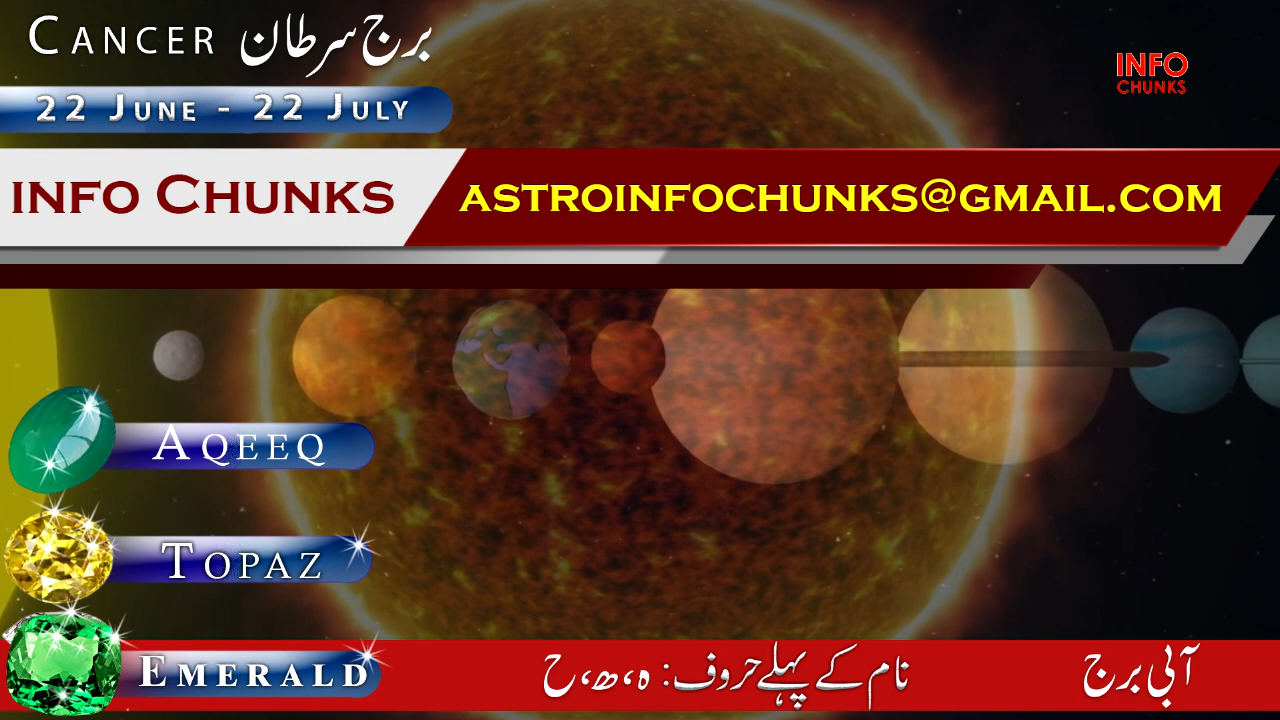 CANCER برج سرطان
22 JUNE - 22 JULY
INFO
CHUNKS
INFO CHUNKS
ASTROINFOCHUNKS@GMAIL.COM
AQEEQ
TOPAZ
EMERALD
نام کے پہلے حروف: ہ، ھ، ح
آبی برج